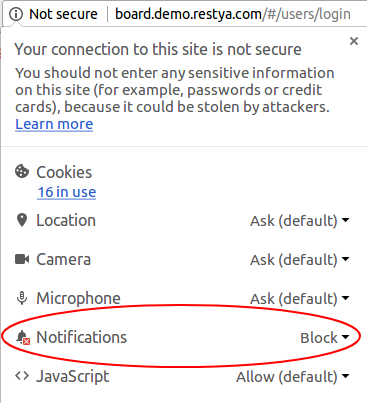 Not secure board.demo.restya.com/#/users/login
Your connection to this site is not secure
You should not enter any sensitive information
on this site (for example, passwords or credit
cards), because it could be stolen by attackers.
Learn more
Cookies
16 in use
Location Ask (default)
Camera Ask (default)
Microphone Ask (default)
Notifications Block
JavaScript Allow (default)